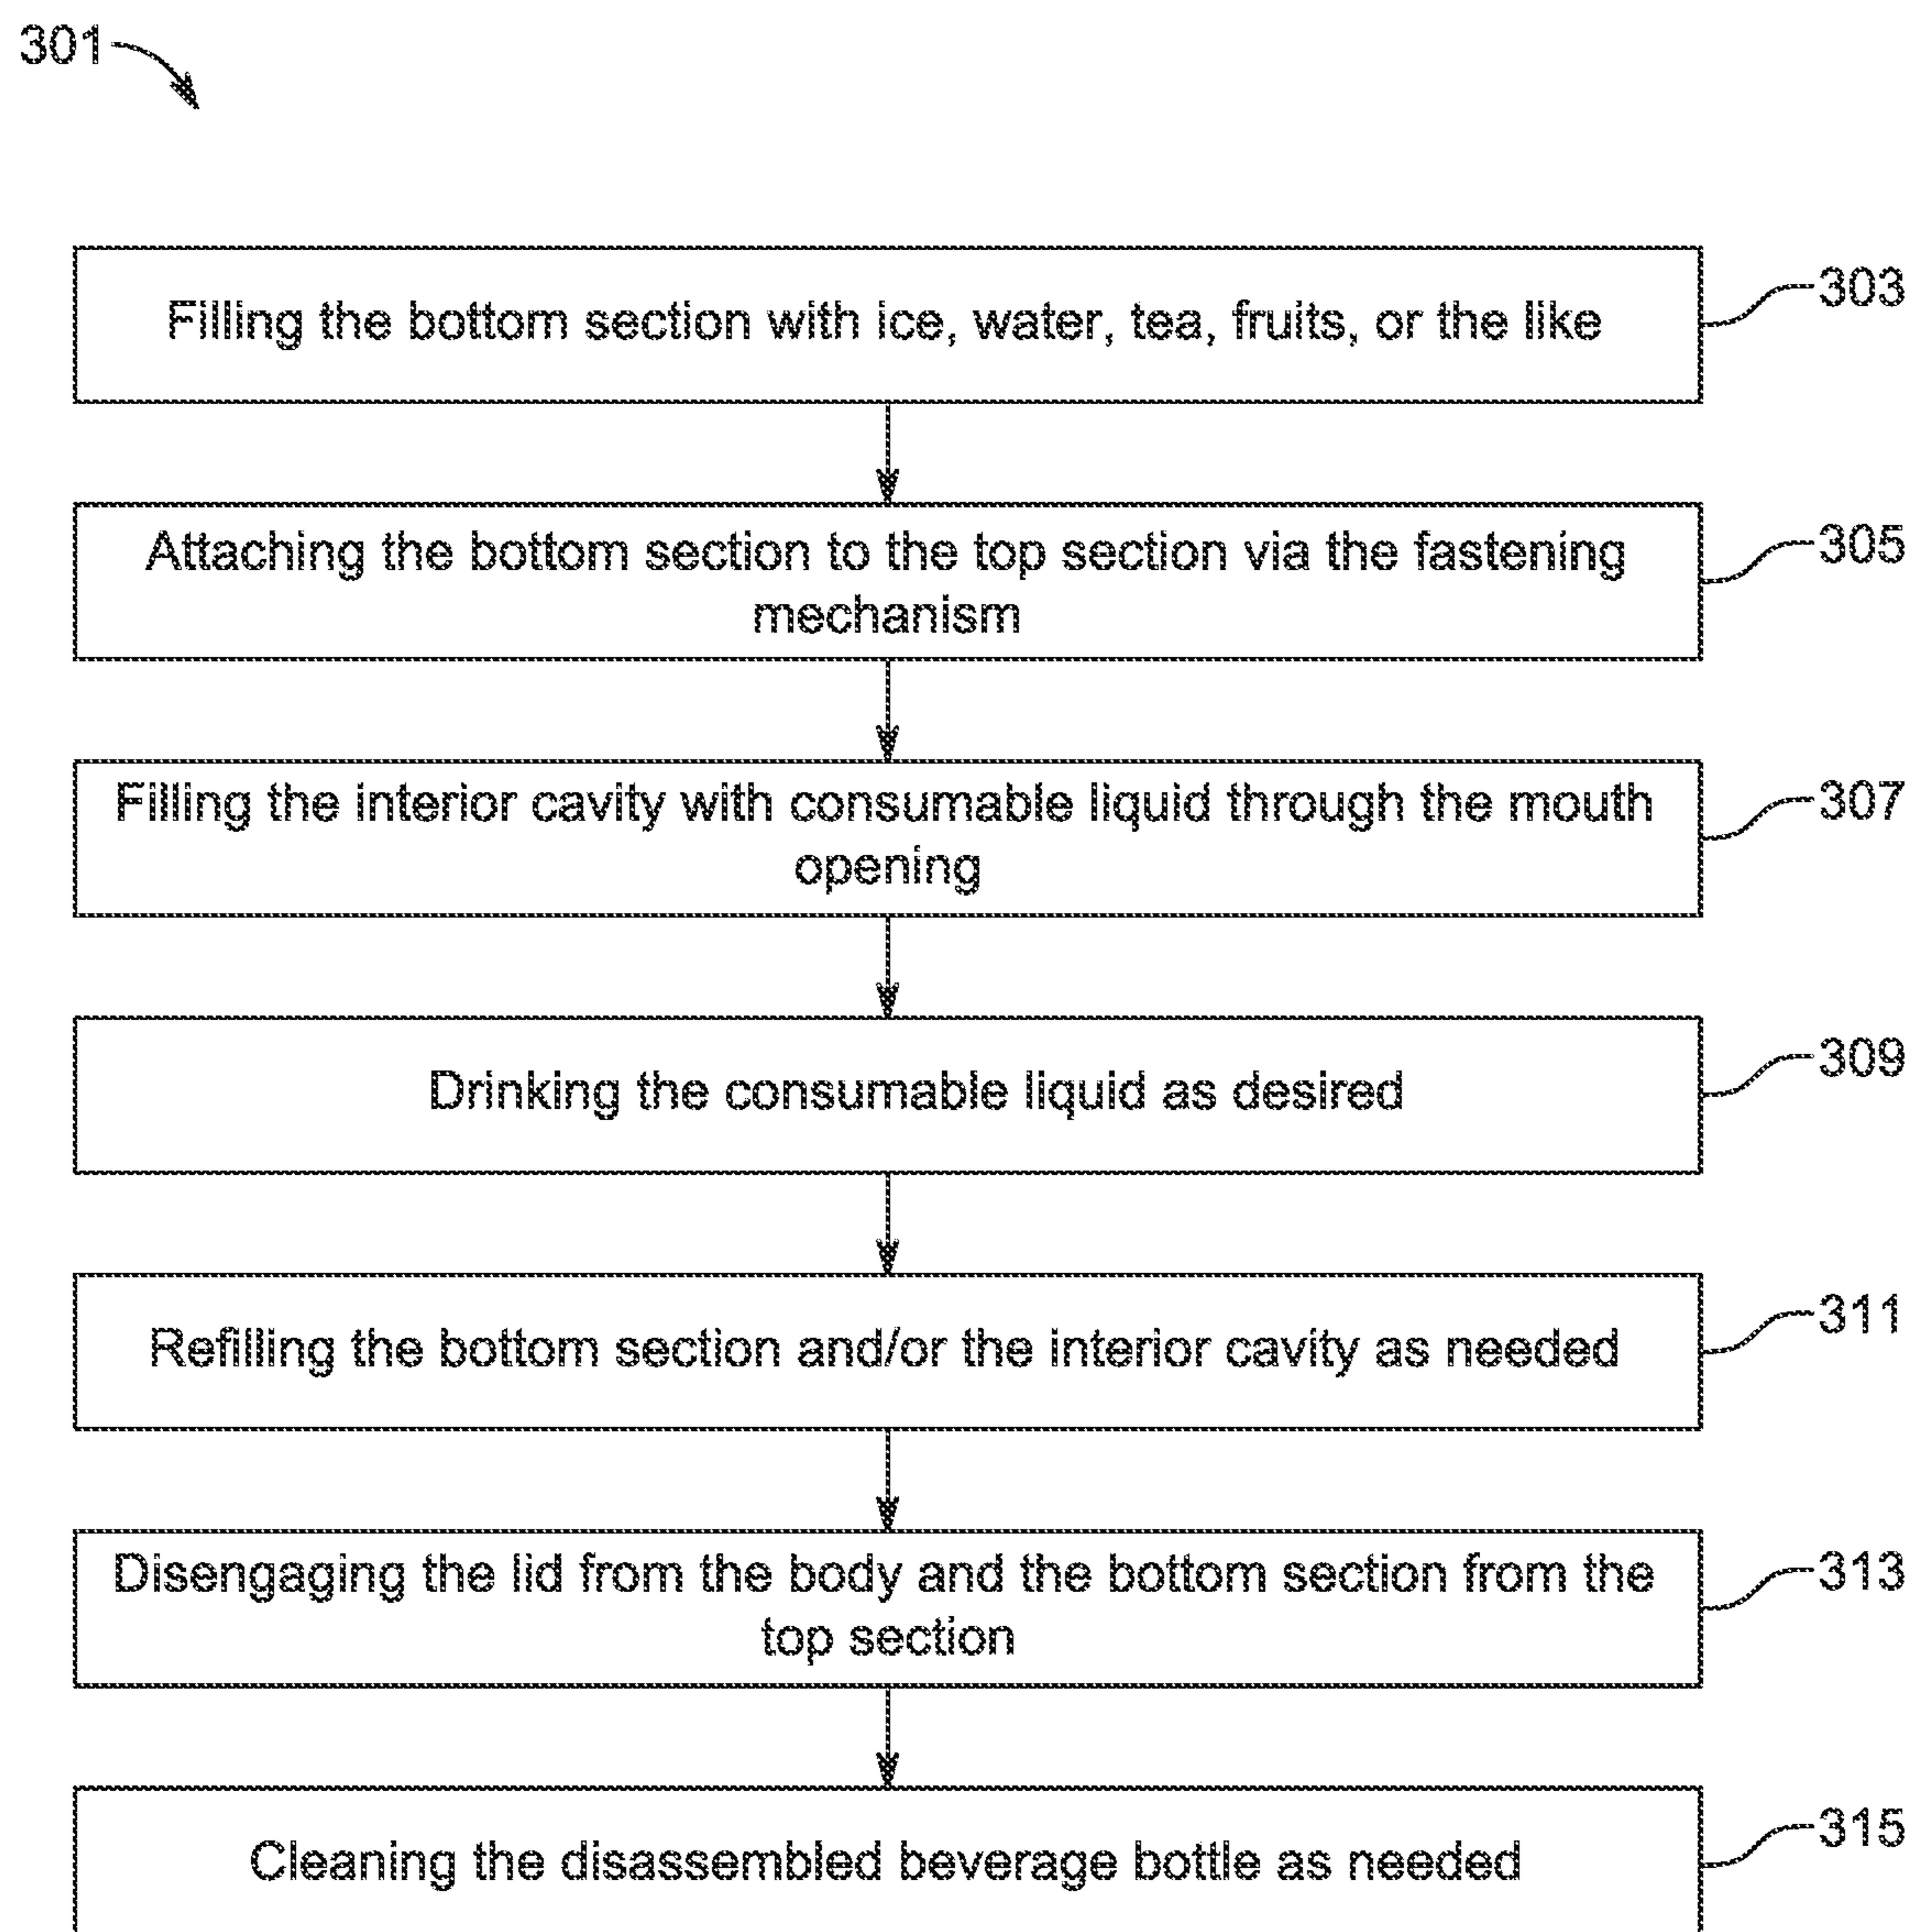 301
Filling the bottom section with ice, water, tea, fruits, or the like
303
Attaching the bottom section to the top section via the fastening
mechanism
305
Filling the interior cavity with consumable liquid through the mouth
opening
307
Drinking the consumable liquid as desired
309
Refilling the bottom section and/or the interior cavity as needed
311
Disengaging the lid from the body and the bottom section from the
top section
313
Cleaning the disassembled beverage bottle as needed
315